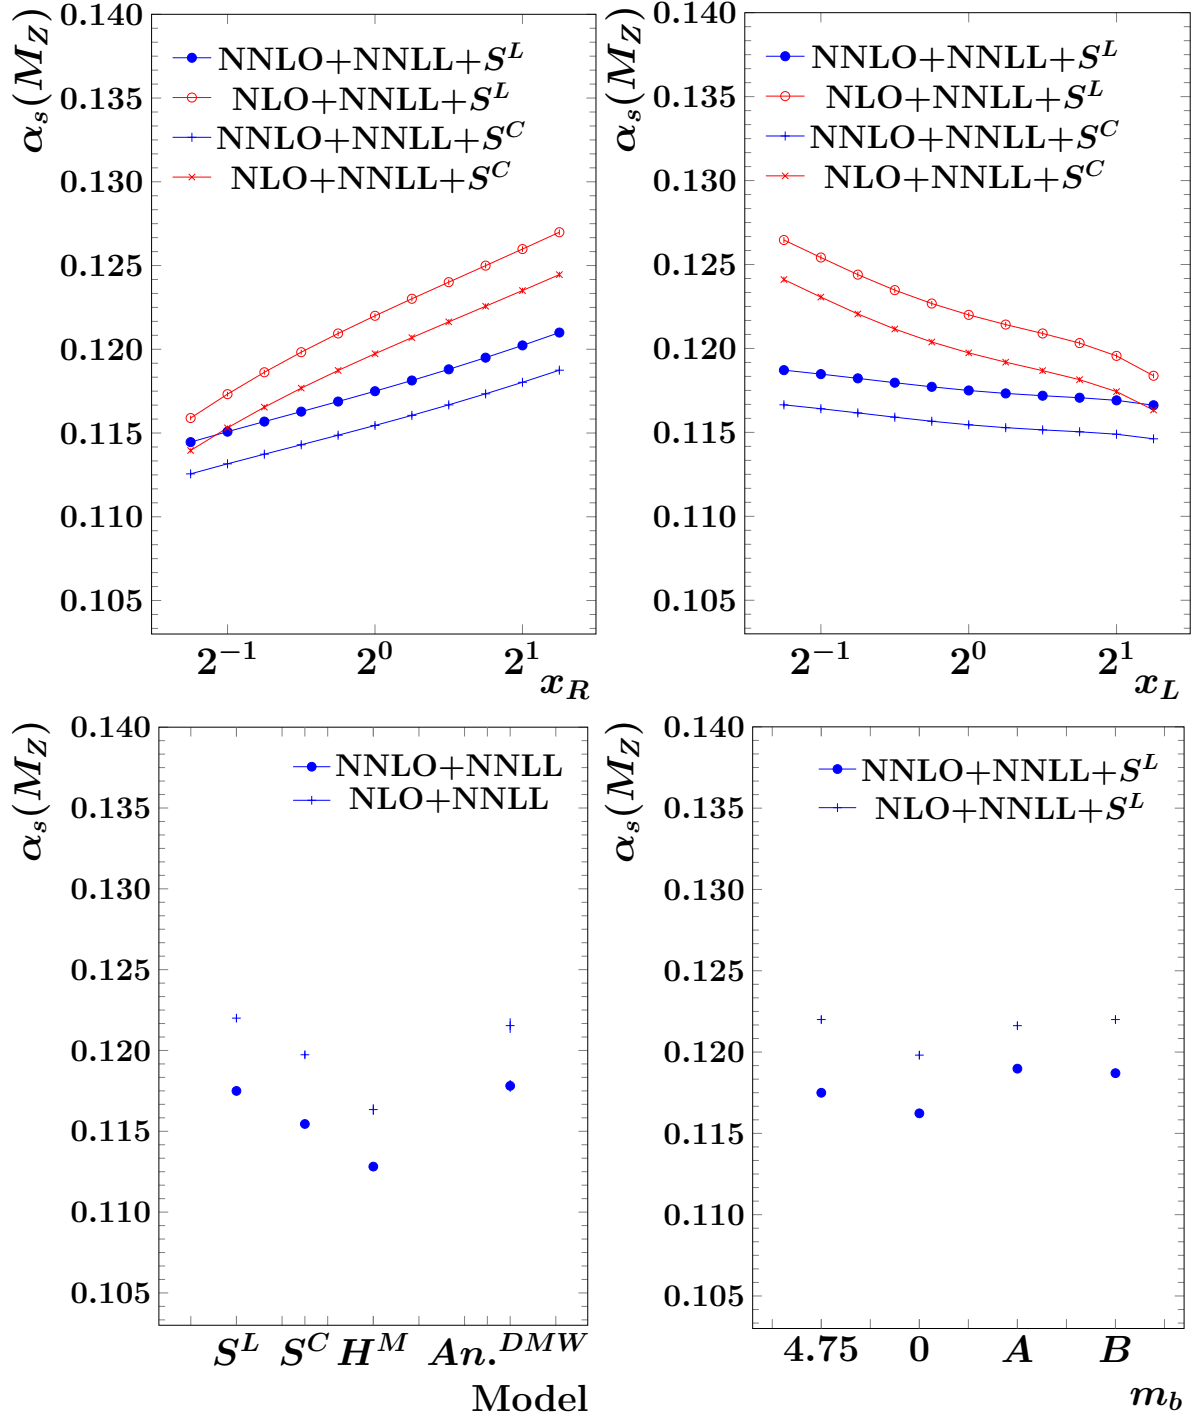 α_s(M_Z)
0.140
0.135
0.130
0.125
0.120
0.115
0.110
0.105
NNLO+NNLL+S^L
NLO+NNLL+S^L
NNLO+NNLL+S^C
NLO+NNLL+S^C
2^−1 2^0 2^1
x_R
α_s(M_Z)
0.140
0.135
0.130
0.125
0.120
0.115
0.110
0.105
NNLO+NNLL+S^L
NLO+NNLL+S^L
NNLO+NNLL+S^C
NLO+NNLL+S^C
2^−1 2^0 2^1
x_L
α_s(M_Z)
0.140
0.135
0.130
0.125
0.120
0.115
0.110
0.105
NNLO+NNLL
NLO+NNLL
S^L S^C H^M An.^DMW
Model
α_s(M_Z)
0.140
0.135
0.130
0.125
0.120
0.115
0.110
0.105
NNLO+NNLL+S^L
NLO+NNLL+S^L
4.75 0 A B
m_b